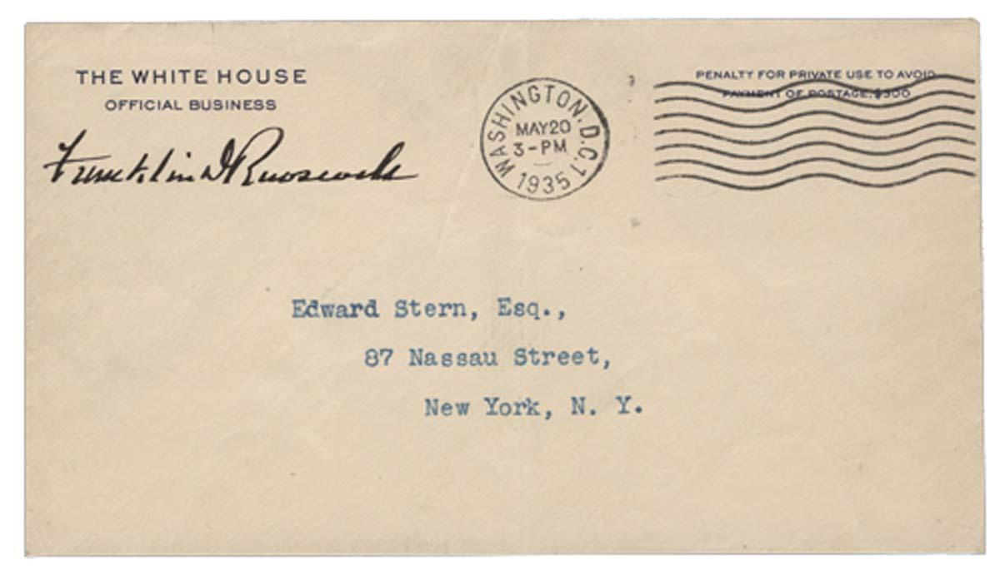 THE WHITE HOUSE
OFFICIAL BUSINESS
Franklin D Roosevelt
WASHINGTON, D.C. 1
MAY 20
3-PM
1935
PENALTY FOR PRIVATE USE TO AVOID
PAYMENT OF POSTAGE, $300
Edward Stern, Esq.,
87 Nassau Street,
New York, N. Y.